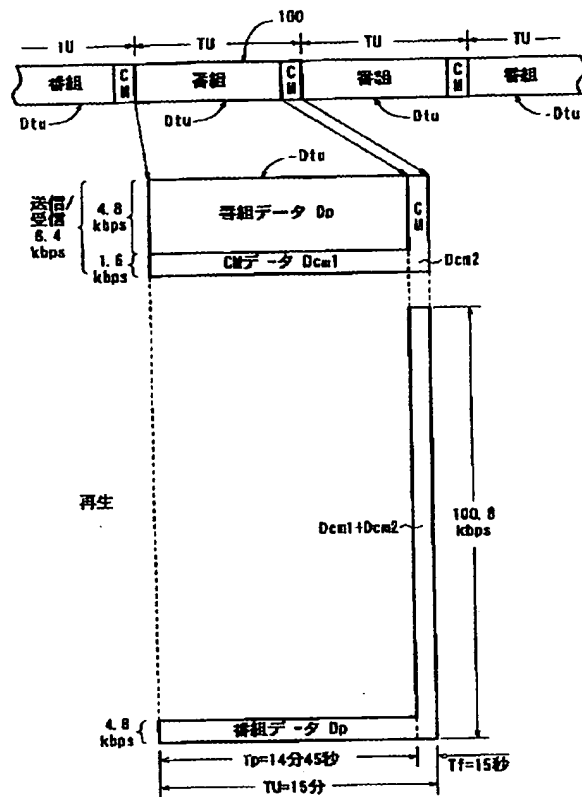 100
TU TU TU TU
番組 CM 番組 CM 番組 CM 番組
Dtu Dtu Dtu -Dtu
-Dtu
送信/
受信
6.4
kbps
4.8
kbps
番組データ Dp
CM
1.6
kbps
CMデータ Dcm1
Dcm2
再生
Dcm1+Dcm2
100.8
kbps
4.8
kbps
番組データ Dp
Tp=14分45秒
Tf=15秒
TU=15分